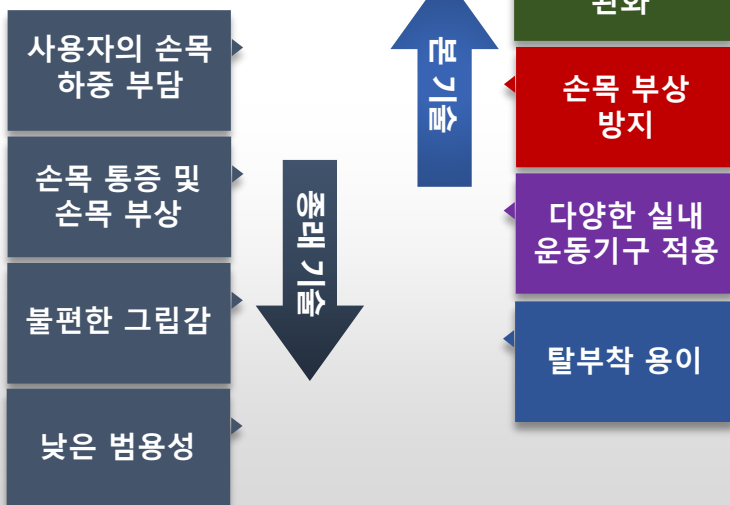 사용자의 손목
하중 부담
손목 통증 및
손목 부상
불편한 그립감
낮은 범용성
종래 기술
본 기술
완화
손목 부상
방지
다양한 실내
운동기구 적용
탈부착 용이